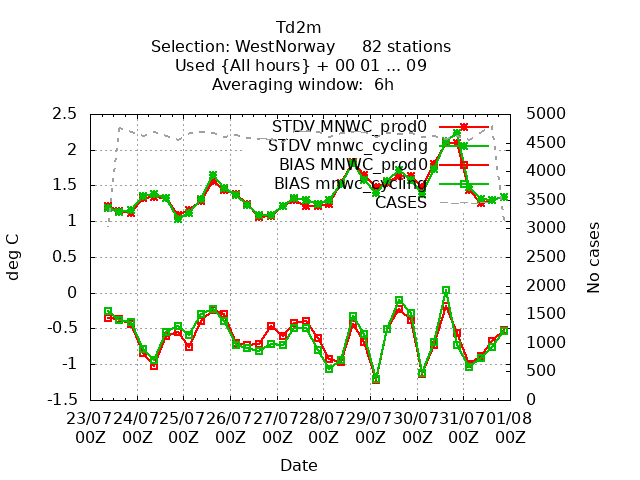 Td2m
Selection: WestNorway 82 stations
Used {All hours} + 00 01 ... 09
Averaging window: 6h
2.5
2
1.5
1
0.5
0
-0.5
-1
-1.5
deg C
5000
4500
4000
3500
3000
2500
2000
1500
1000
500
0
No cases
STDV MNWC_prod0
STDV mnwc_cycling
BIAS MNWC_prod0
BIAS mnwc_cycling
CASES
23/07 24/07 25/07 26/07 27/07 28/07 29/07 30/07 31/07 01/08
00Z 00Z 00Z 00Z 00Z 00Z 00Z 00Z 00Z 00Z
Date